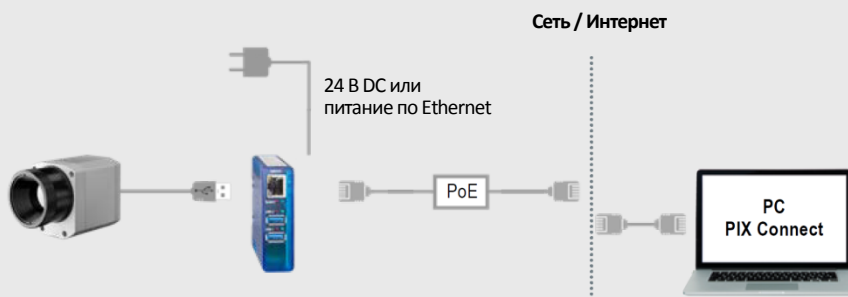 Сеть / Интернет
24 В DC или
питание по Ethernet
PoE
PC
PIX Connect